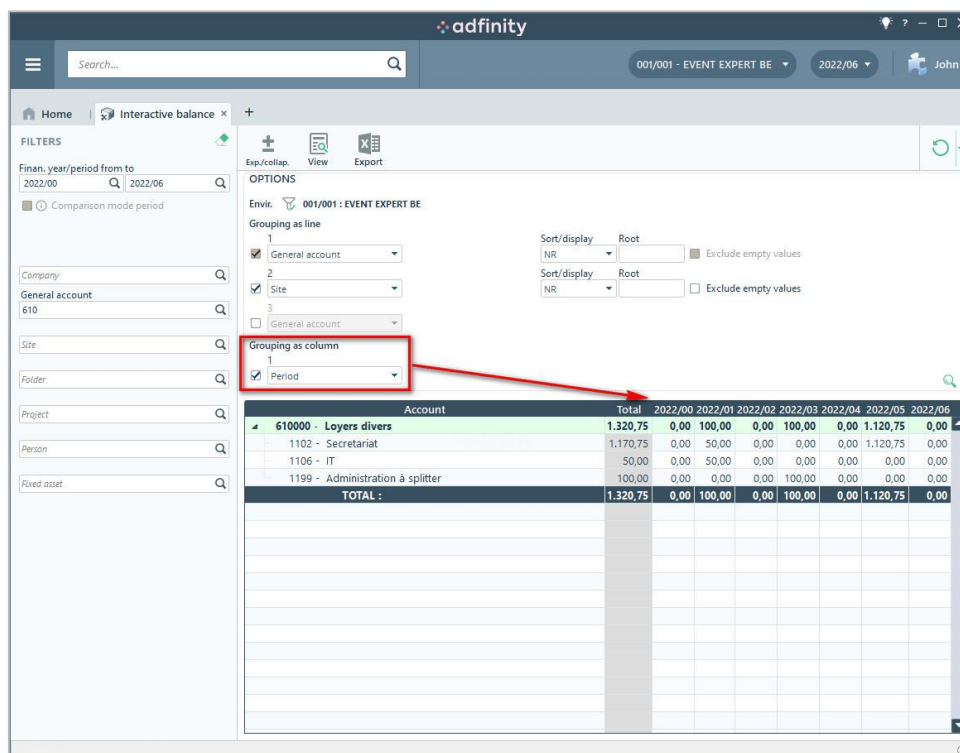 adfinity
?
Search...
001/001 - EVENT EXPERT BE
2022/06
John
Home
Interactive balance ×
+
FILTERS
Finan. year/period from to
2022/00
2022/06
Comparison mode period
Company
General account
610
Site
Folder
Project
Person
Fixed asset
Exp./collap.
View
Export
OPTIONS
Envir. 001/001 : EVENT EXPERT BE
Grouping as line
1
Sort/display Root
General account
NR
Exclude empty values
2
Sort/display Root
Site
NR
Exclude empty values
3
General account
Grouping as column
1
Period
Account Total 2022/00 2022/01 2022/02 2022/03 2022/04 2022/05 2022/06
610000 - Loyers divers 1.320,75 0,00 100,00 0,00 100,00 0,00 1.120,75 0,00
1102 - Secretariat 1.170,75 0,00 50,00 0,00 0,00 0,00 1.120,75 0,00
1106 - IT 50,00 0,00 50,00 0,00 0,00 0,00 0,00 0,00
1199 - Administration à splitter 100,00 0,00 0,00 0,00 100,00 0,00 0,00 0,00
TOTAL : 1.320,75 0,00 100,00 0,00 100,00 0,00 1.120,75 0,00